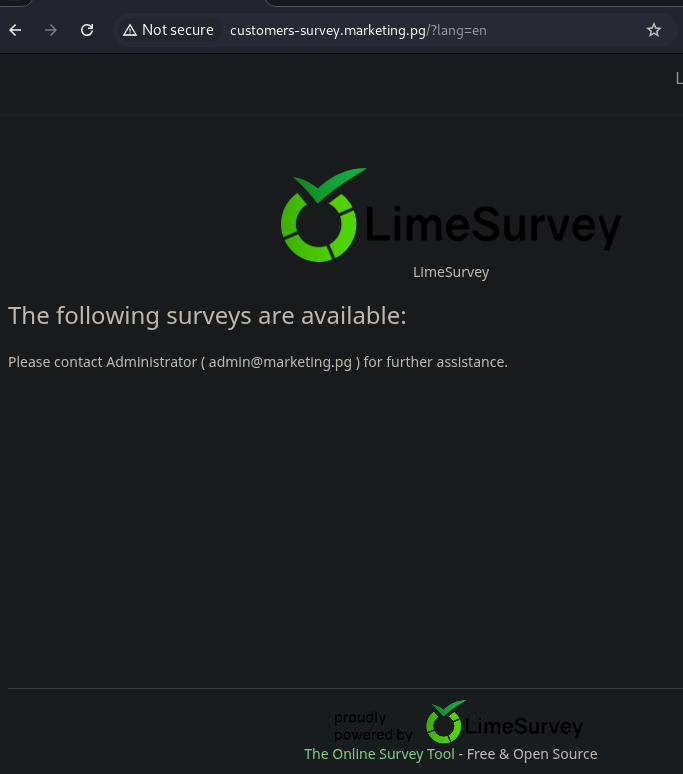 Not secure customers-survey.marketing.pg/?lang=en
L
LimeSurvey
LimeSurvey
The following surveys are available:
Please contact Administrator ( admin@marketing.pg ) for further assistance.
proudly
powered by LimeSurvey
The Online Survey Tool - Free & Open Source